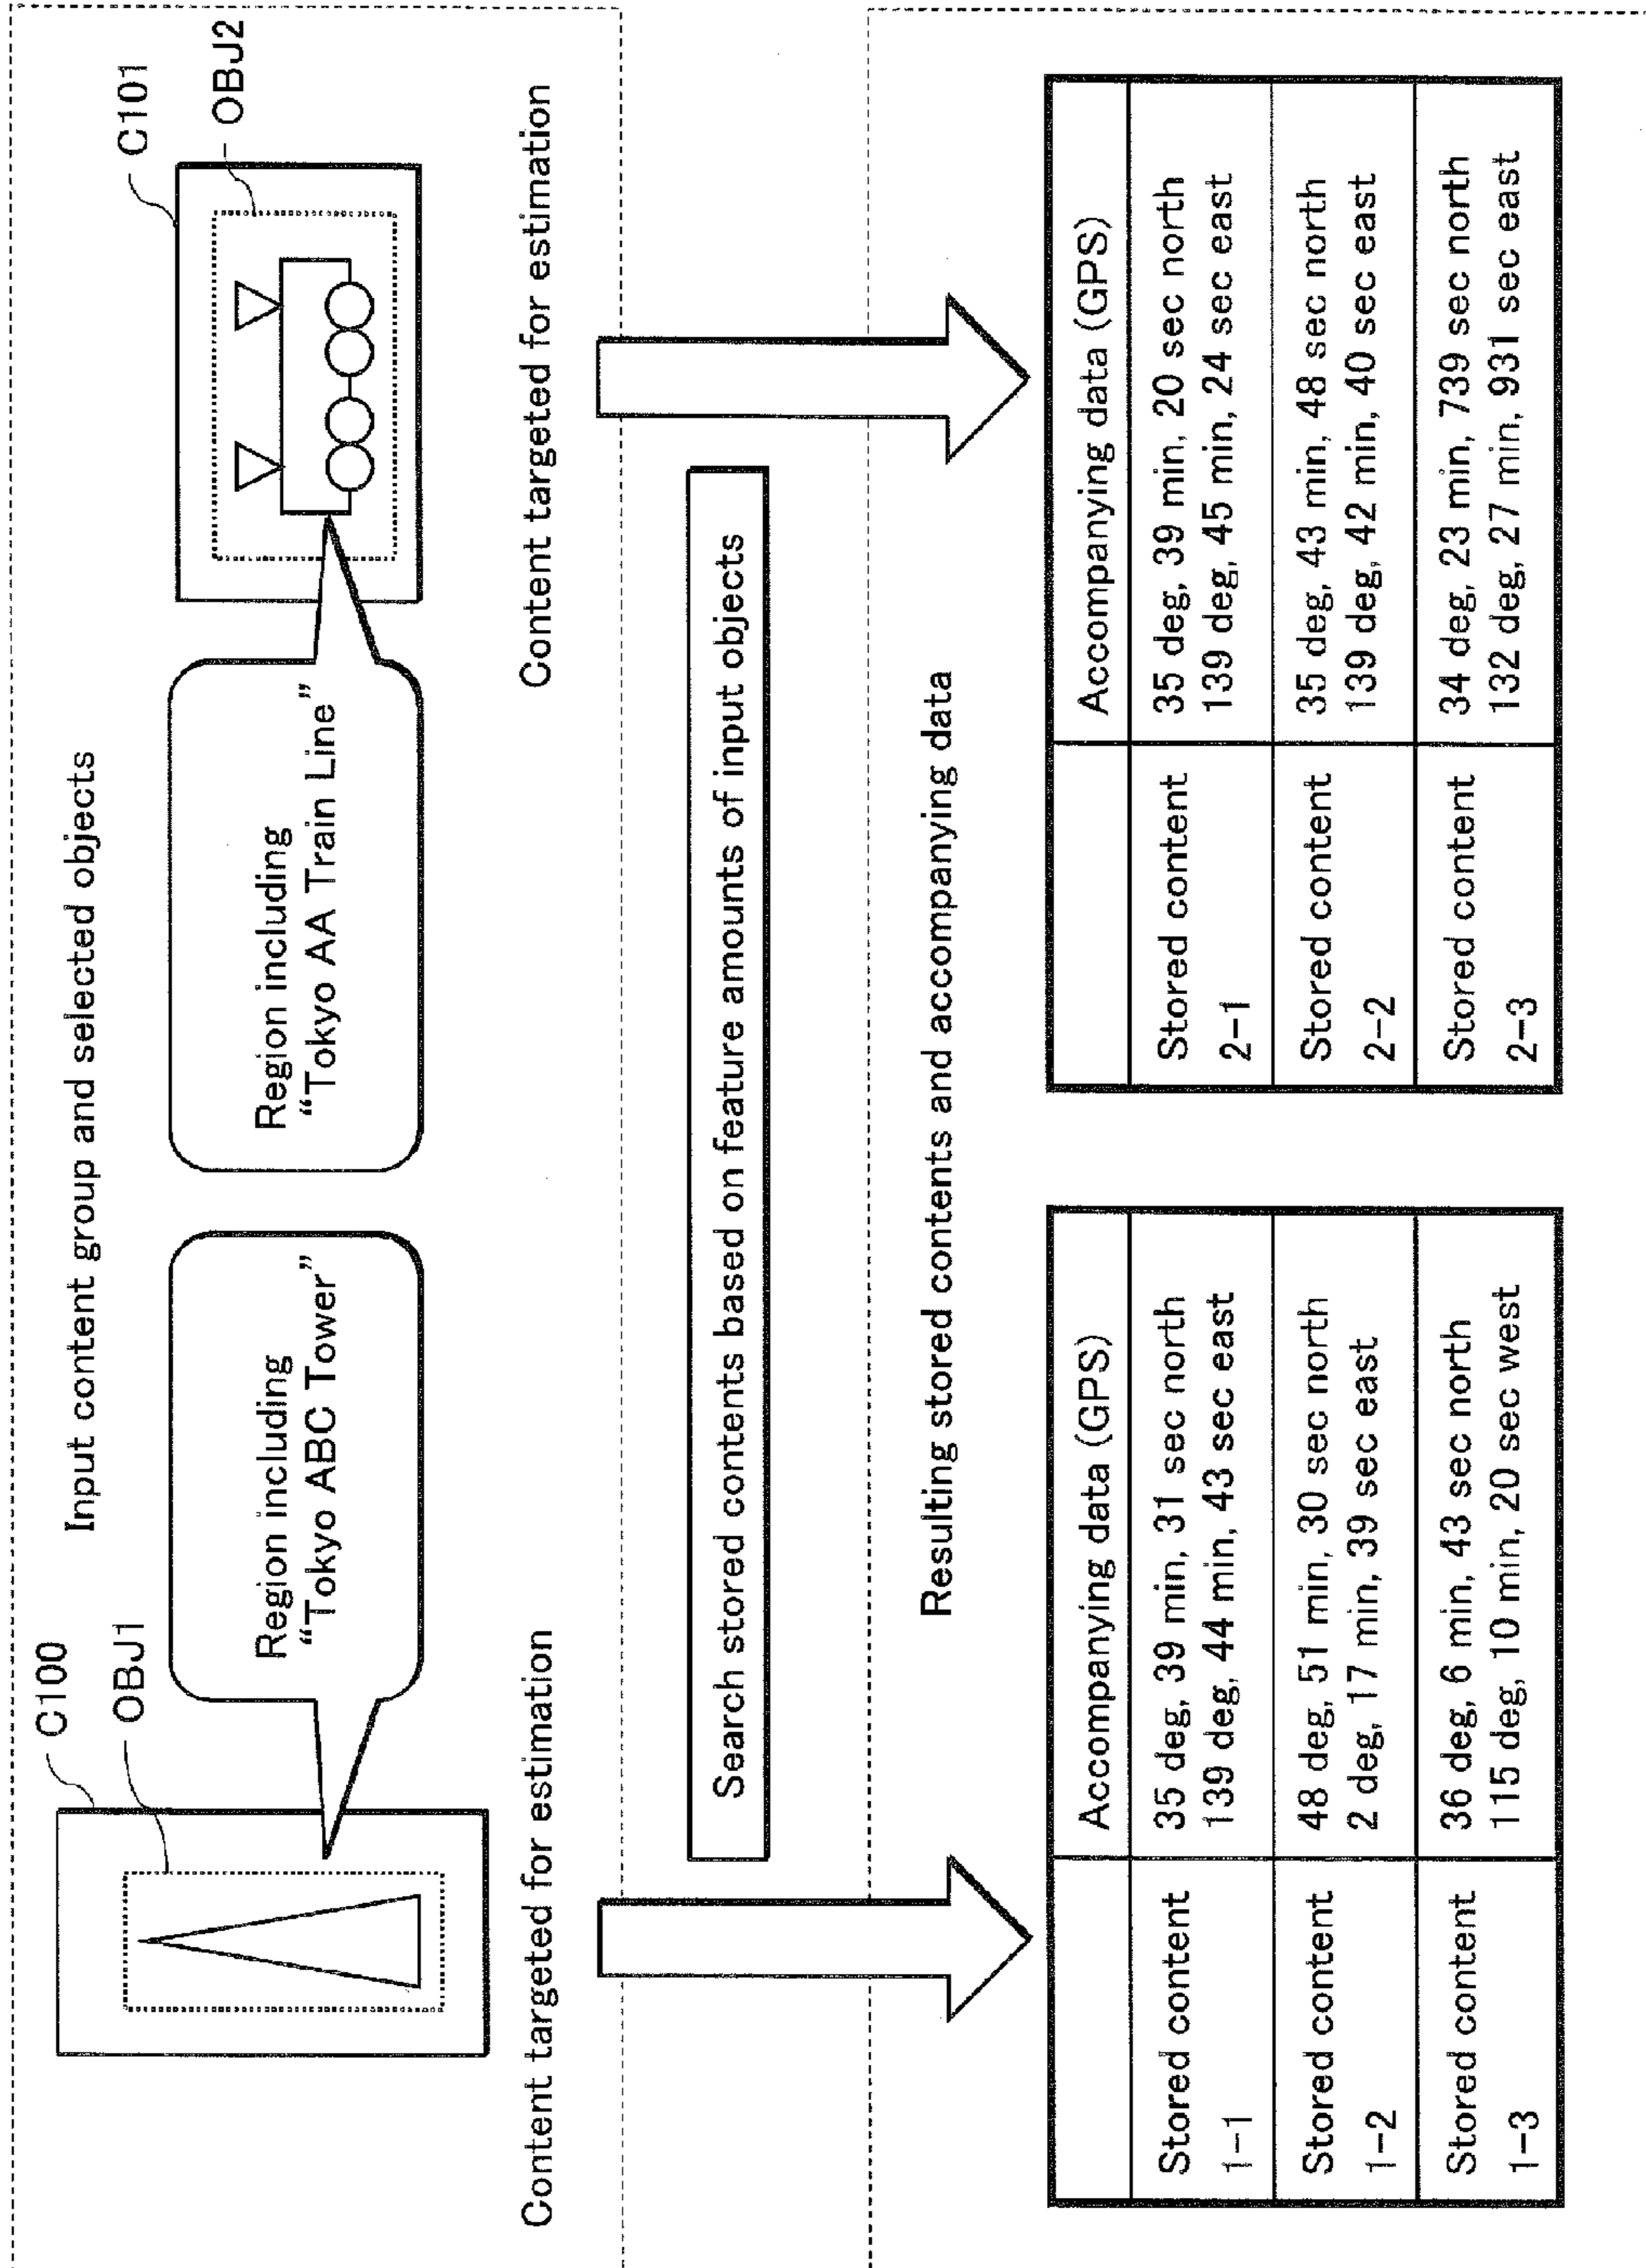 Input content group and selected objects
C100
OBJ1
Region including
“Tokyo ABC Tower”
Region including
“Tokyo AA Train Line”
C101
OBJ2
Content targeted for estimation
Content targeted for estimation
Search stored contents based on feature amounts of input objects
Resulting stored contents and accompanying data
Accompanying data (GPS)
Stored content
1-1
35 deg, 39 min, 31 sec north
139 deg, 44 min, 43 sec east
Stored content
1-2
48 deg, 51 min, 30 sec north
2 deg, 17 min, 39 sec east
Stored content
1-3
36 deg, 6 min, 43 sec north
115 deg, 10 min, 20 sec west
Accompanying data (GPS)
Stored content
2-1
35 deg, 39 min, 20 sec north
139 deg, 45 min, 24 sec east
Stored content
2-2
35 deg, 43 min, 48 sec north
139 deg, 42 min, 40 sec east
Stored content
2-3
34 deg, 23 min, 739 sec north
132 deg, 27 min, 931 sec east